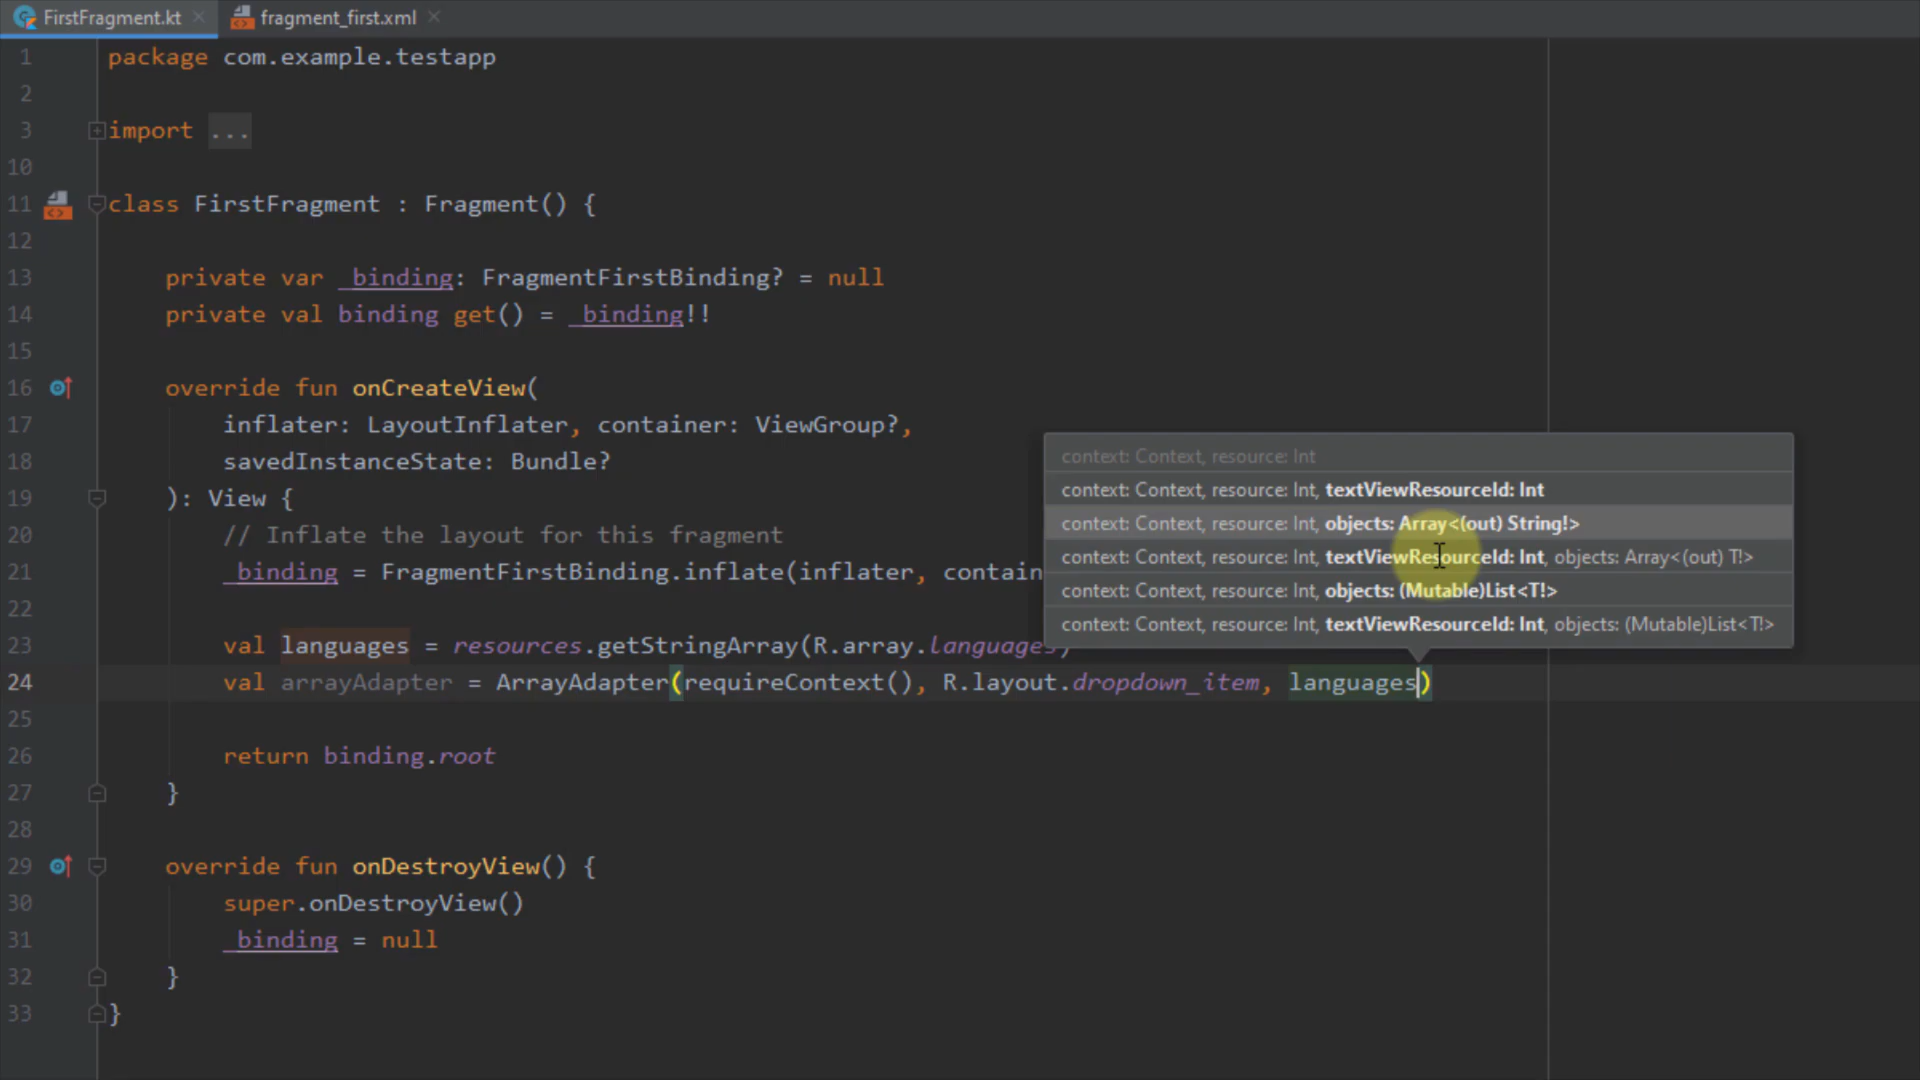 FirstFragment.kt × fragment_first.xml ×
1 package com.example.testapp
2
3 import ...
10
11 class FirstFragment : Fragment() {
12
13 private var _binding: FragmentFirstBinding? = null
14 private val binding get() = _binding!!
15
16 override fun onCreateView(
17 inflater: LayoutInflater, container: ViewGroup?,
18 savedInstanceState: Bundle?
19 ): View {
20 // Inflate the layout for this fragment
21 _binding = FragmentFirstBinding.inflate(inflater, contain
22
context: Context, resource: Int
context: Context, resource: Int, textViewResourceId: Int
context: Context, resource: Int, objects: Array<(out) String!>
context: Context, resource: Int, textViewResourceId: Int, objects: Array<(out) T!>
context: Context, resource: Int, objects: (Mutable)List<T!>
context: Context, resource: Int, textViewResourceId: Int, objects: (Mutable)List<T!>
23 val languages = resources.getStringArray(R.array.languages)
24 val arrayAdapter = ArrayAdapter(requireContext(), R.layout.dropdown_item, languages)
25
26 return binding.root
27 }
28
29 override fun onDestroyView() {
30 super.onDestroyView()
31 _binding = null
32 }
33 }